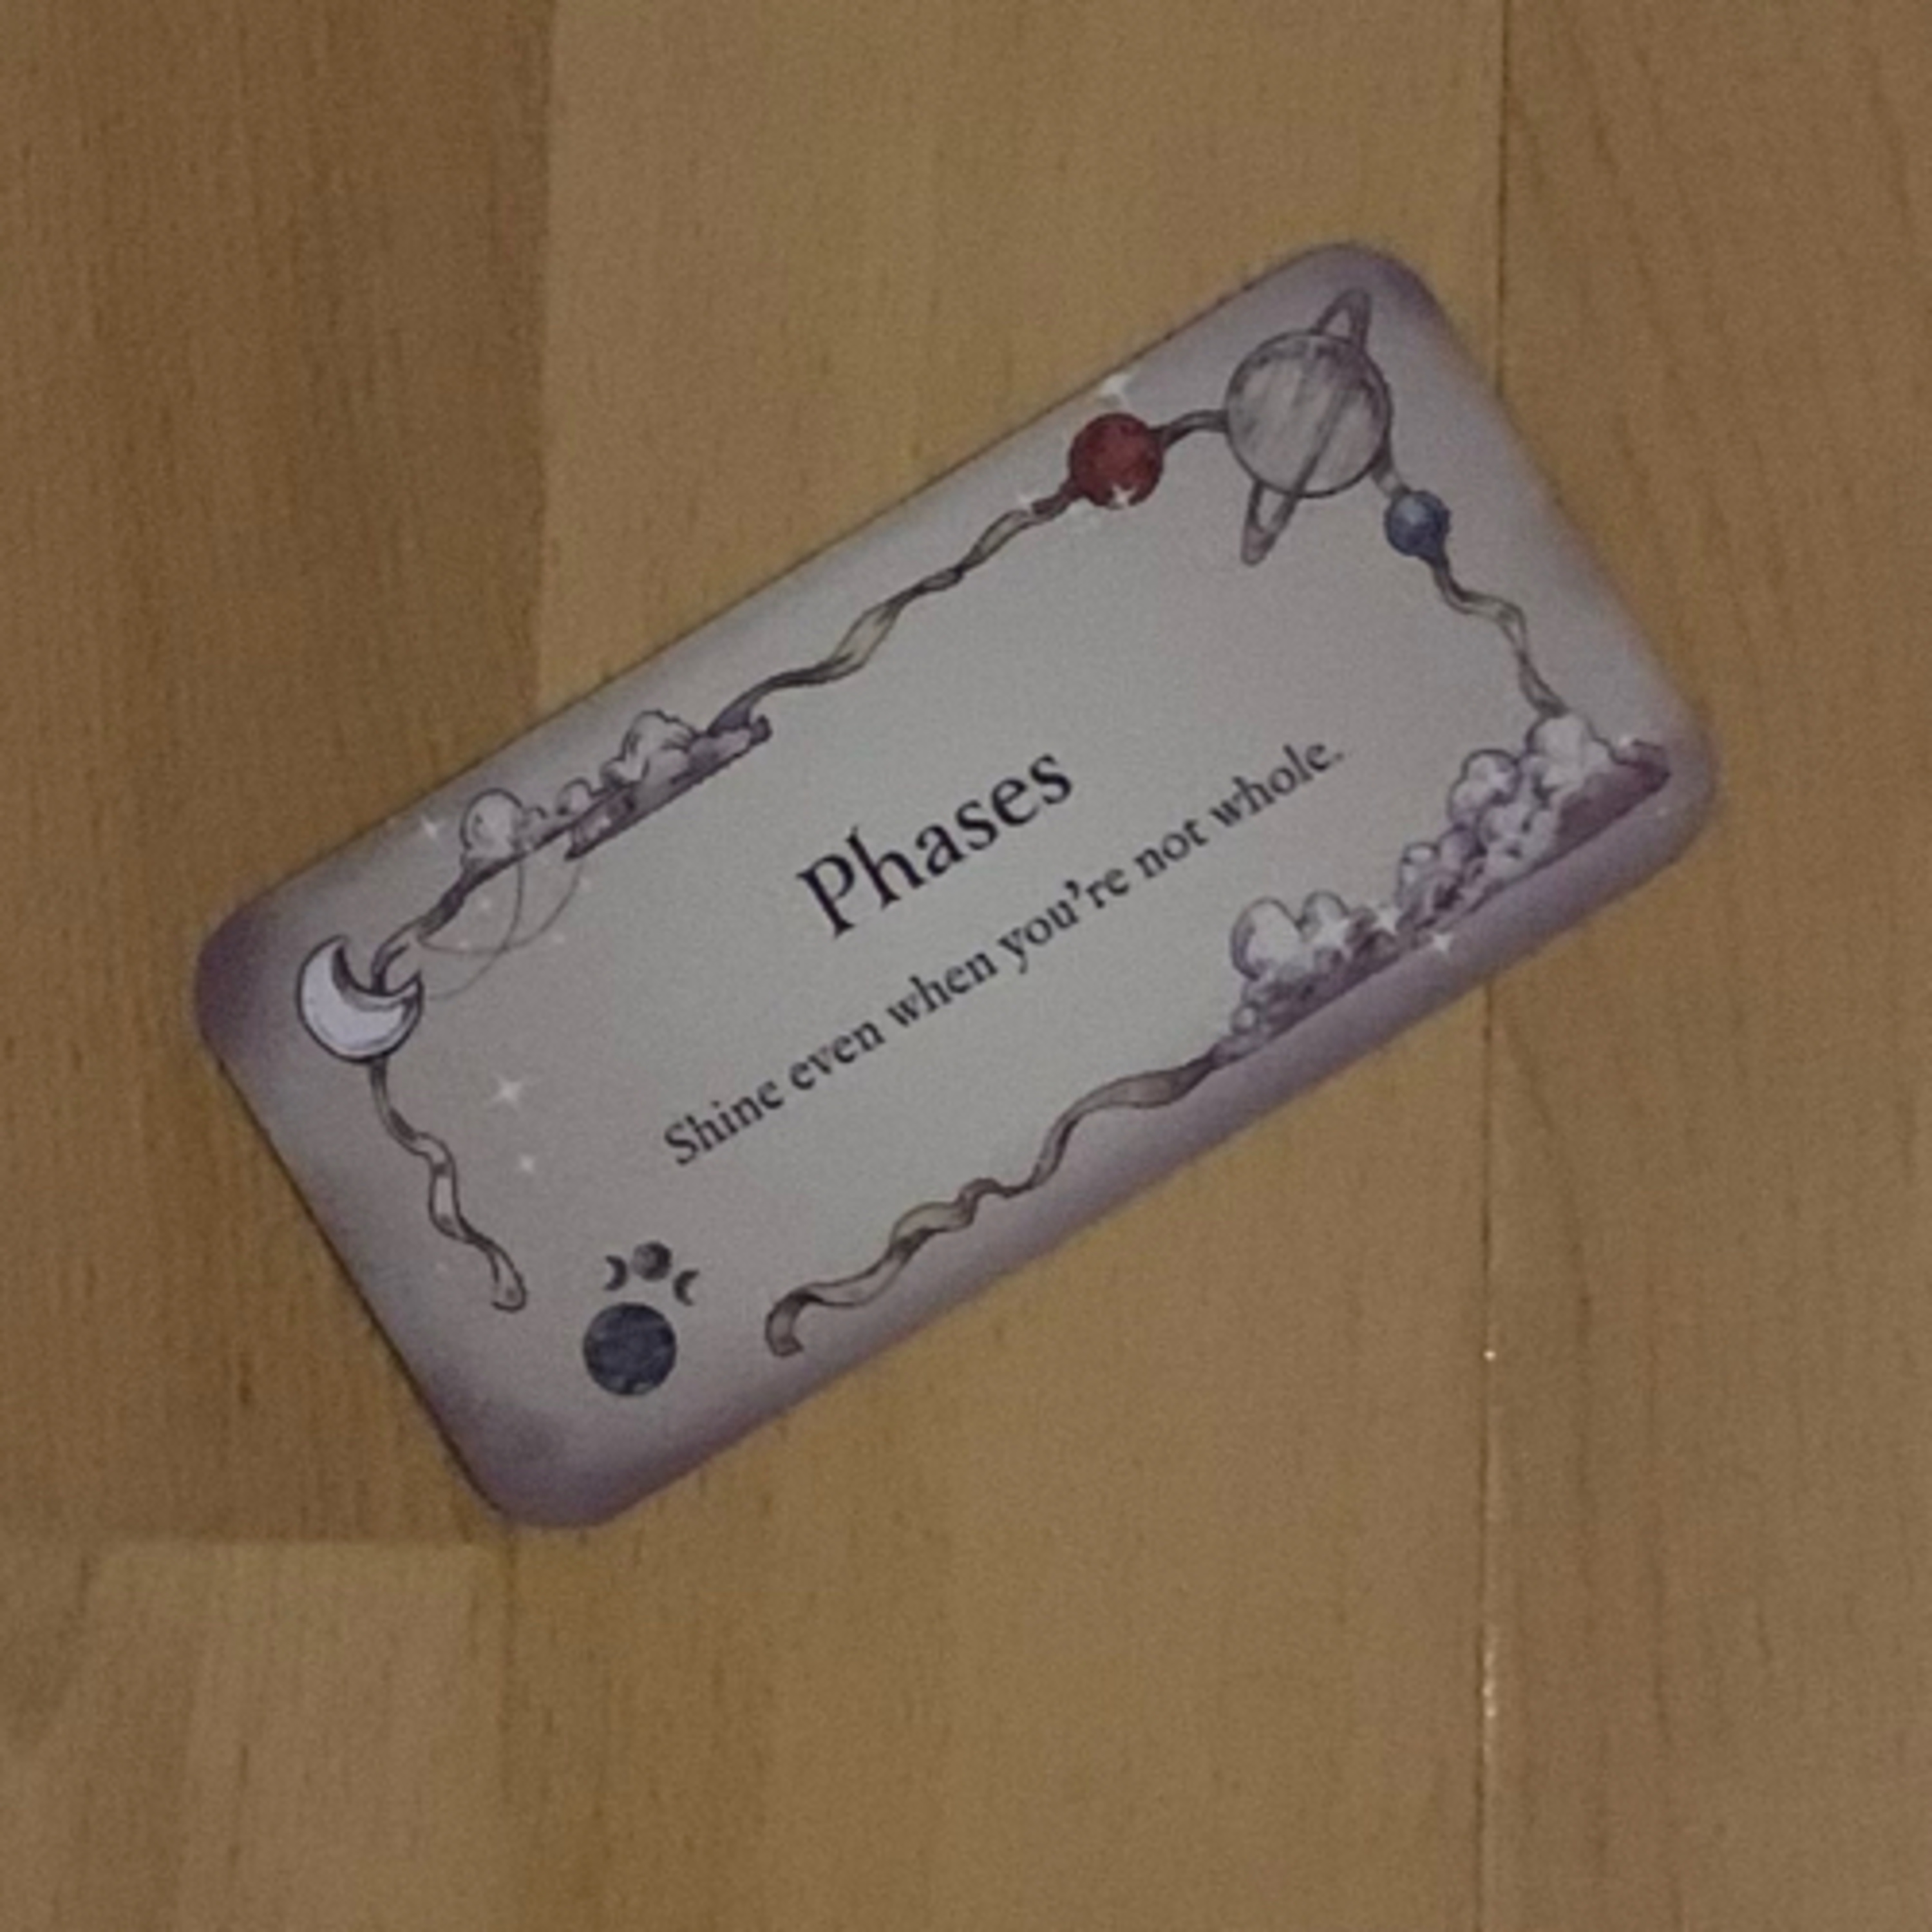 Phases
Shine even when you're not whole.